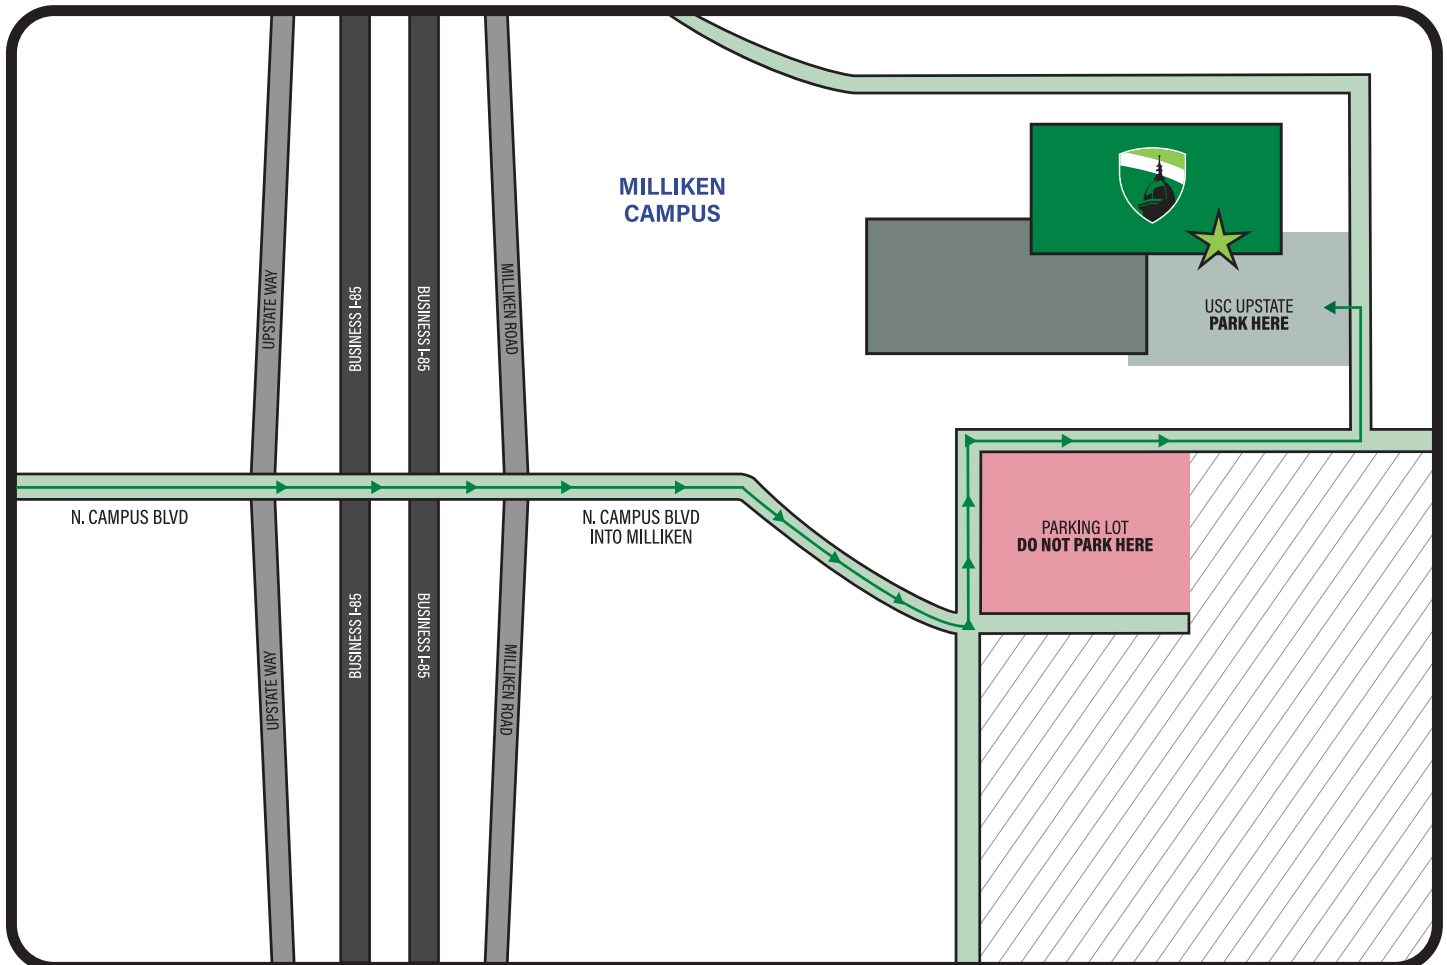 MILLIKEN
CAMPUS
UPSTATE WAY
BUSINESS I-85
BUSINESS I-85
MILLIKEN ROAD
USC UPSTATE
PARK HERE
N. CAMPUS BLVD
N. CAMPUS BLVD
INTO MILLIKEN
PARKING LOT
DO NOT PARK HERE
UPSTATE WAY
BUSINESS I-85
BUSINESS I-85
MILLIKEN ROAD